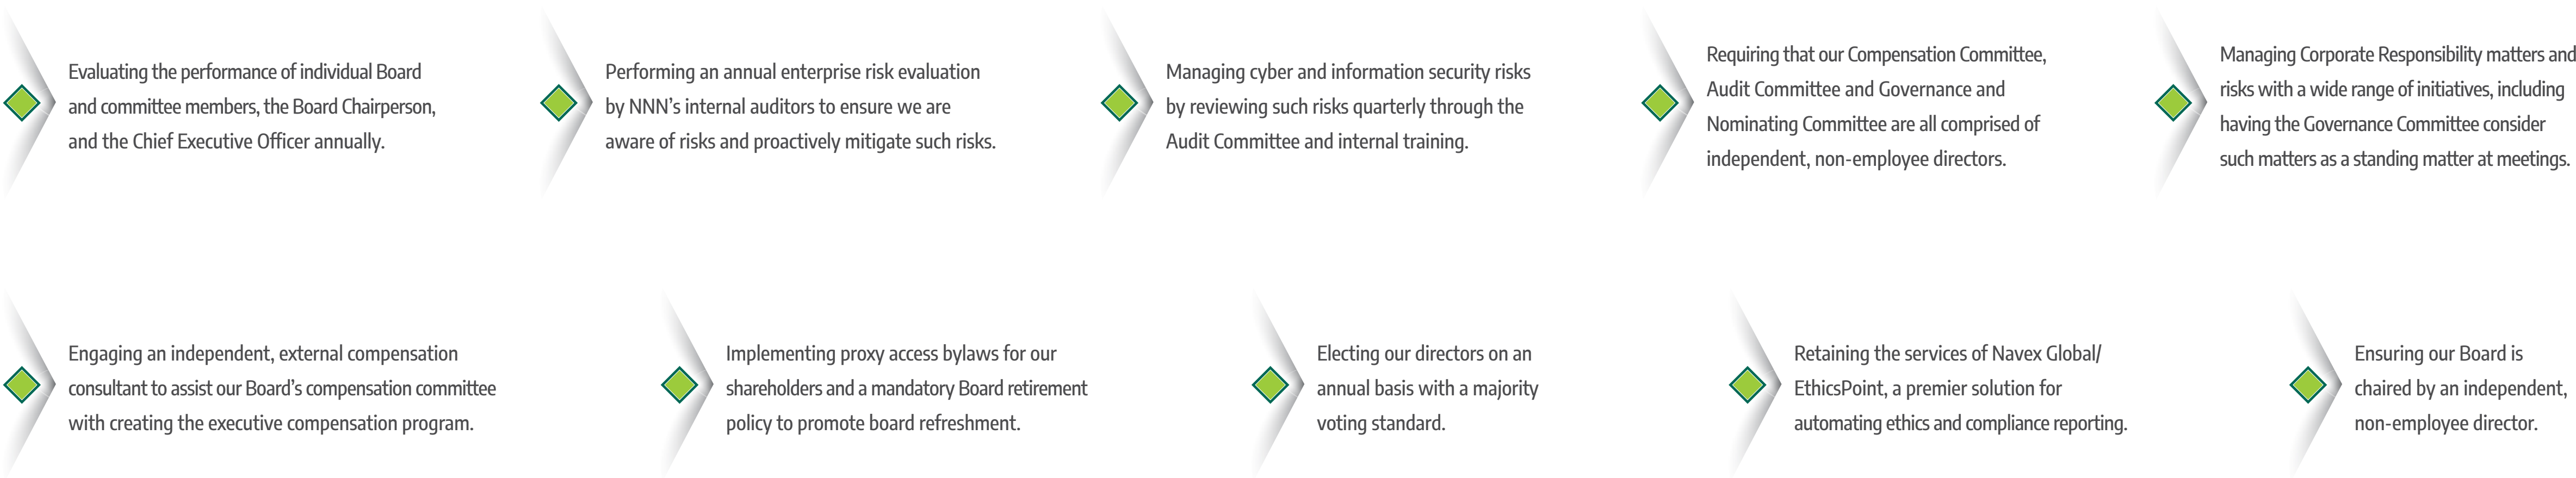 Evaluating the performance of individual Board
and committee members, the Board Chairperson,
and the Chief Executive Officer annually.
Performing an annual enterprise risk evaluation
by NNN’s internal auditors to ensure we are
aware of risks and proactively mitigate such risks.
Managing cyber and information security risks
by reviewing such risks quarterly through the
Audit Committee and internal training.
Requiring that our Compensation Committee,
Audit Committee and Governance and
Nominating Committee are all comprised of
independent, non-employee directors.
Managing Corporate Responsibility matters and
risks with a wide range of initiatives, including
having the Governance Committee consider
such matters as a standing matter at meetings.
Engaging an independent, external compensation
consultant to assist our Board’s compensation committee
with creating the executive compensation program.
Implementing proxy access bylaws for our
shareholders and a mandatory Board retirement
policy to promote board refreshment.
Electing our directors on an
annual basis with a majority
voting standard.
Retaining the services of Navex Global/
EthicsPoint, a premier solution for
automating ethics and compliance reporting.
Ensuring our Board is
chaired by an independent,
non-employee director.